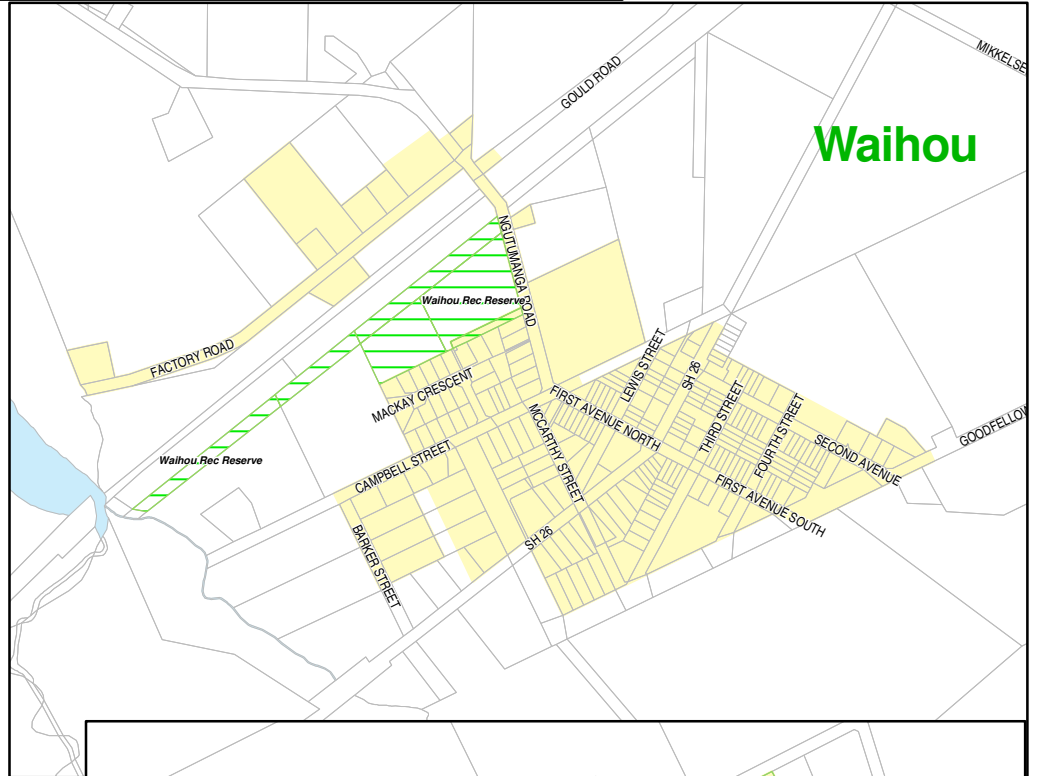 MIKKELSE
GOULD ROAD
Waihou
NGUTUMANGA ROAD
Waihou Rec Reserve
FACTORY ROAD
LEWIS STREET
SH 26
MACKAY CRESCENT
THIRD STREET
FOURTH STREET
FIRST AVENUE NORTH
MCCARTHY STREET
GOODFELLOW
SECOND AVENUE
CAMPBELL STREET
Waihou Rec Reserve
FIRST AVENUE SOUTH
SH 26
BARKER STREET